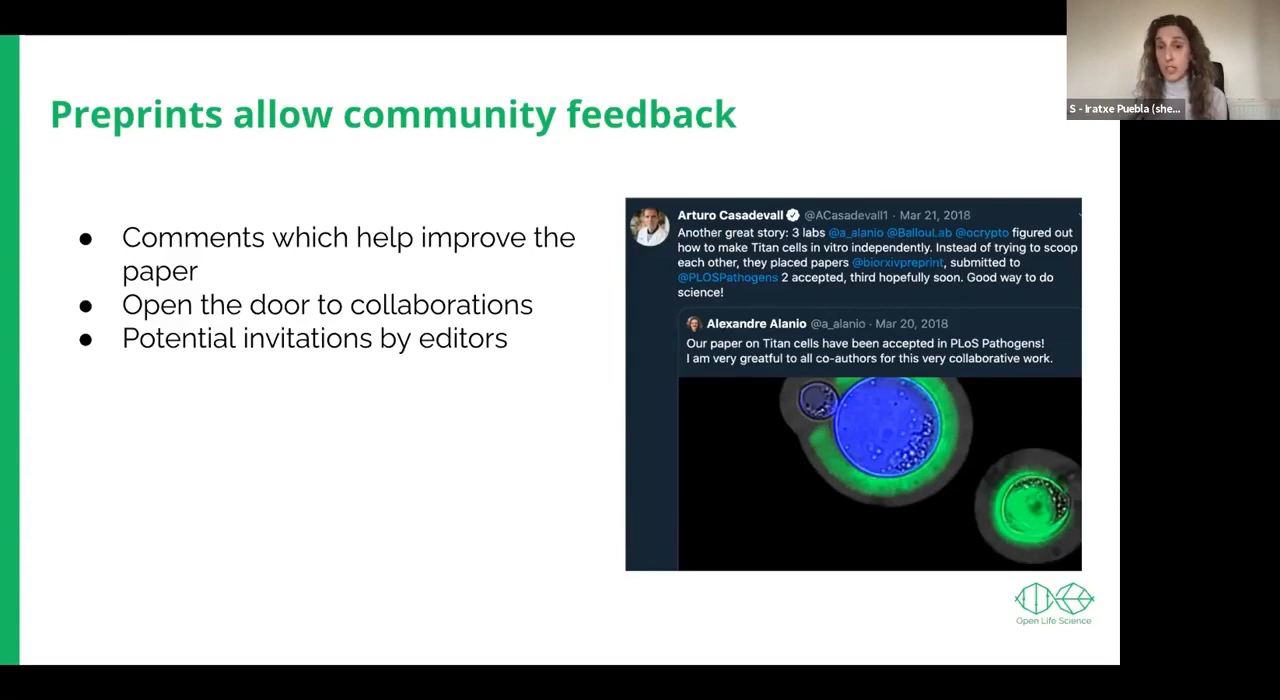 S - Iratxe Puebla (she...
Preprints allow community feedback
● Comments which help improve the
paper
● Open the door to collaborations
● Potential invitations by editors
Arturo Casadevall @ACasadevall1 · Mar 21, 2018
Another great story: 3 labs @a_alanio @BallouLab @ocrypto figured out
how to make Titan cells in vitro independently. Instead of trying to scoop
each other, they placed papers @biorxivpreprint, submitted to
@PLOSPathogens 2 accepted, third hopefully soon. Good way to do
science!
Alexandre Alanio @a_alanio · Mar 20, 2018
Our paper on Titan cells have been accepted in PLoS Pathogens!
I am very greatful to all co-authors for this very collaborative work.
Open Life Science